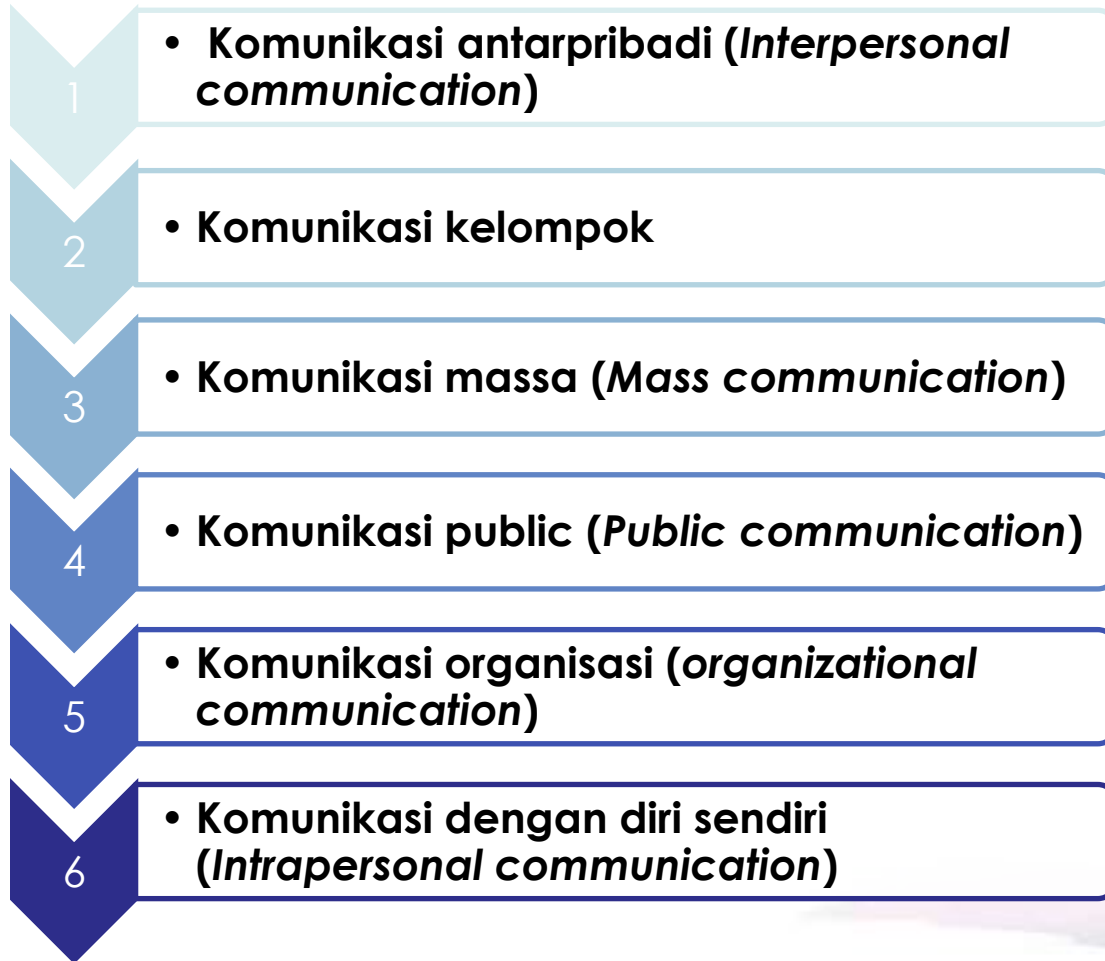 1
• Komunikasi antarpribadi (Interpersonal
communication)
2
• Komunikasi kelompok
3
• Komunikasi massa (Mass communication)
4
• Komunikasi public (Public communication)
5
• Komunikasi organisasi (organizational
communication)
6
• Komunikasi dengan diri sendiri
(Intrapersonal communication)